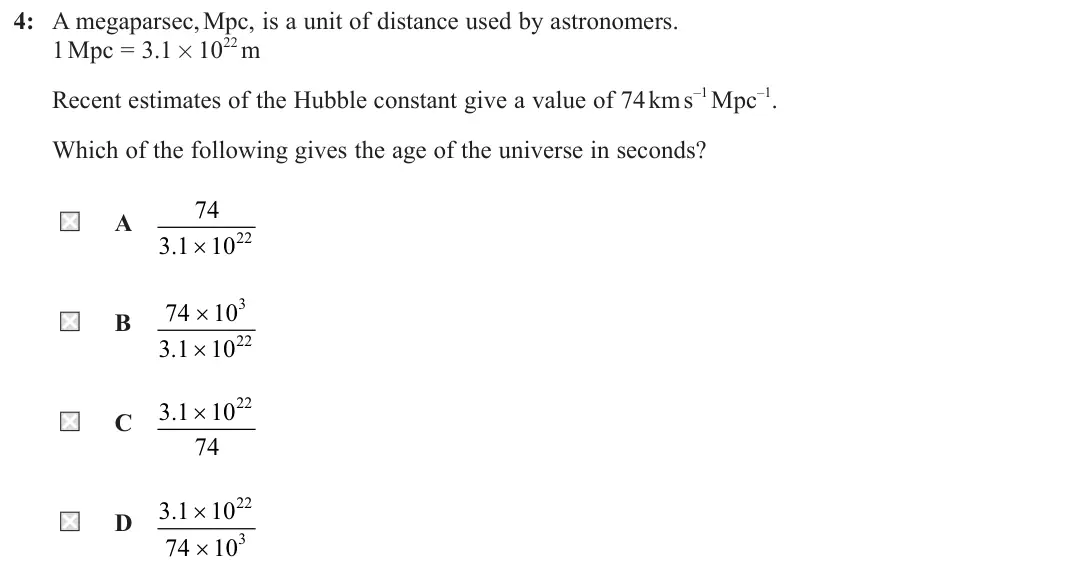 4: A megaparsec, Mpc, is a unit of distance used by astronomers.
1 Mpc = 3.1 × 10²² m
Recent estimates of the Hubble constant give a value of 74 km s⁻¹ Mpc⁻¹.
Which of the following gives the age of the universe in seconds?
A 74 / 3.1 × 10²²
B 74 × 10³ / 3.1 × 10²²
C 3.1 × 10²² / 74
D 3.1 × 10²² / 74 × 10³